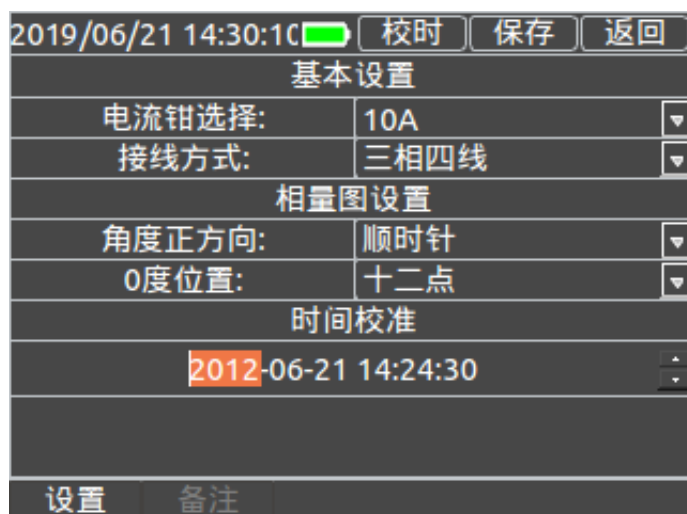 2019/06/21 14:30:10 校时 保存 返回
基本设置
电流钳选择: 10A
接线方式: 三相四线
相量图设置
角度正方向: 顺时针
0度位置: 十二点
时间校准
2012-06-21 14:24:30
设置 备注